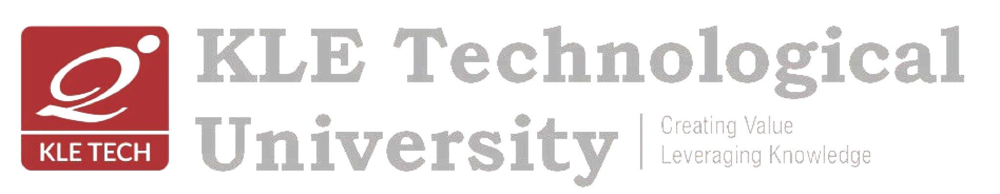 KLE TECH
KLE Technological
University
Creating Value
Leveraging Knowledge